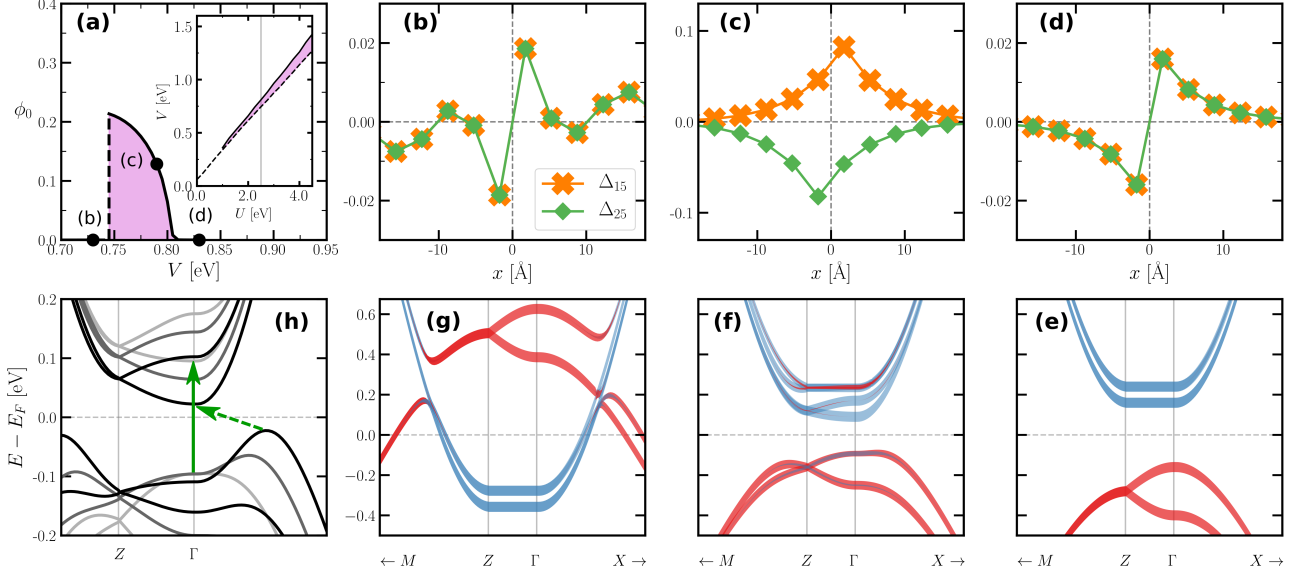 (a)
0.4
0.3
0.2
0.1
0.0
ϕ0
0.70
0.75
0.80
0.85
0.90
0.95
V [eV]
(b)
(c)
(d)
1.5
1.0
0.5
0.0
V [eV]
0.0
2.0
4.0
U [eV]
(b)
0.02
0.00
-0.02
Δ15
Δ25
-10
0
10
x [Å]
(c)
0.1
0.0
-0.1
-10
0
10
x [Å]
(d)
0.02
0.00
-0.02
-10
0
10
x [Å]
(h)
0.2
0.1
0.0
-0.1
-0.2
E − EF [eV]
Z
Γ
(g)
0.6
0.4
0.2
0.0
−0.2
−0.4
← M
Z
Γ
X →
(f)
← M
Z
Γ
X →
(e)
← M
Z
Γ
X →